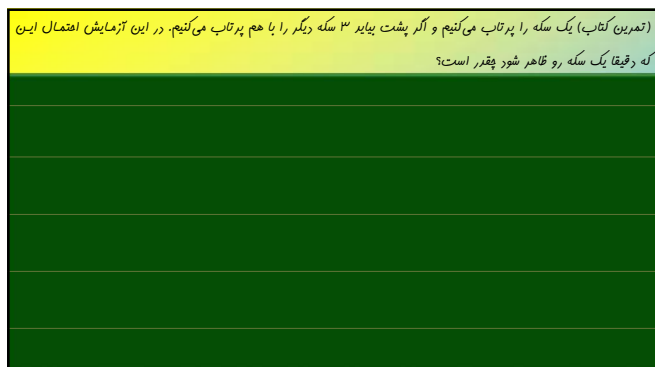 (تمرین کتاب) یک سکه را پرتاب می‌کنیم و اگر پشت بیاید ۳ سکه دیگر را با هم پرتاب می‌کنیم. در این آزمایش احتمال این
که دقیقا یک سکه رو ظاهر شود چقدر است؟